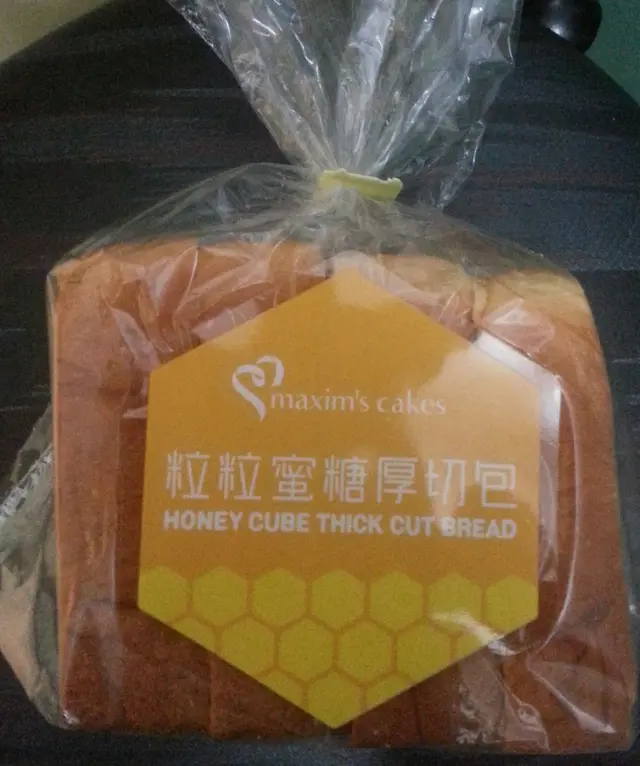 maxim's cakes
粒粒蜜糖厚切包
HONEY CUBE THICK CUT BREAD